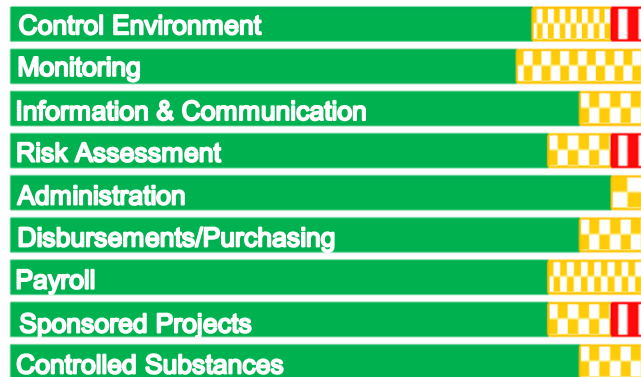 Control Environment
Monitoring
Information & Communication
Risk Assessment
Administration
Disbursements/Purchasing
Payroll
Sponsored Projects
Controlled Substances